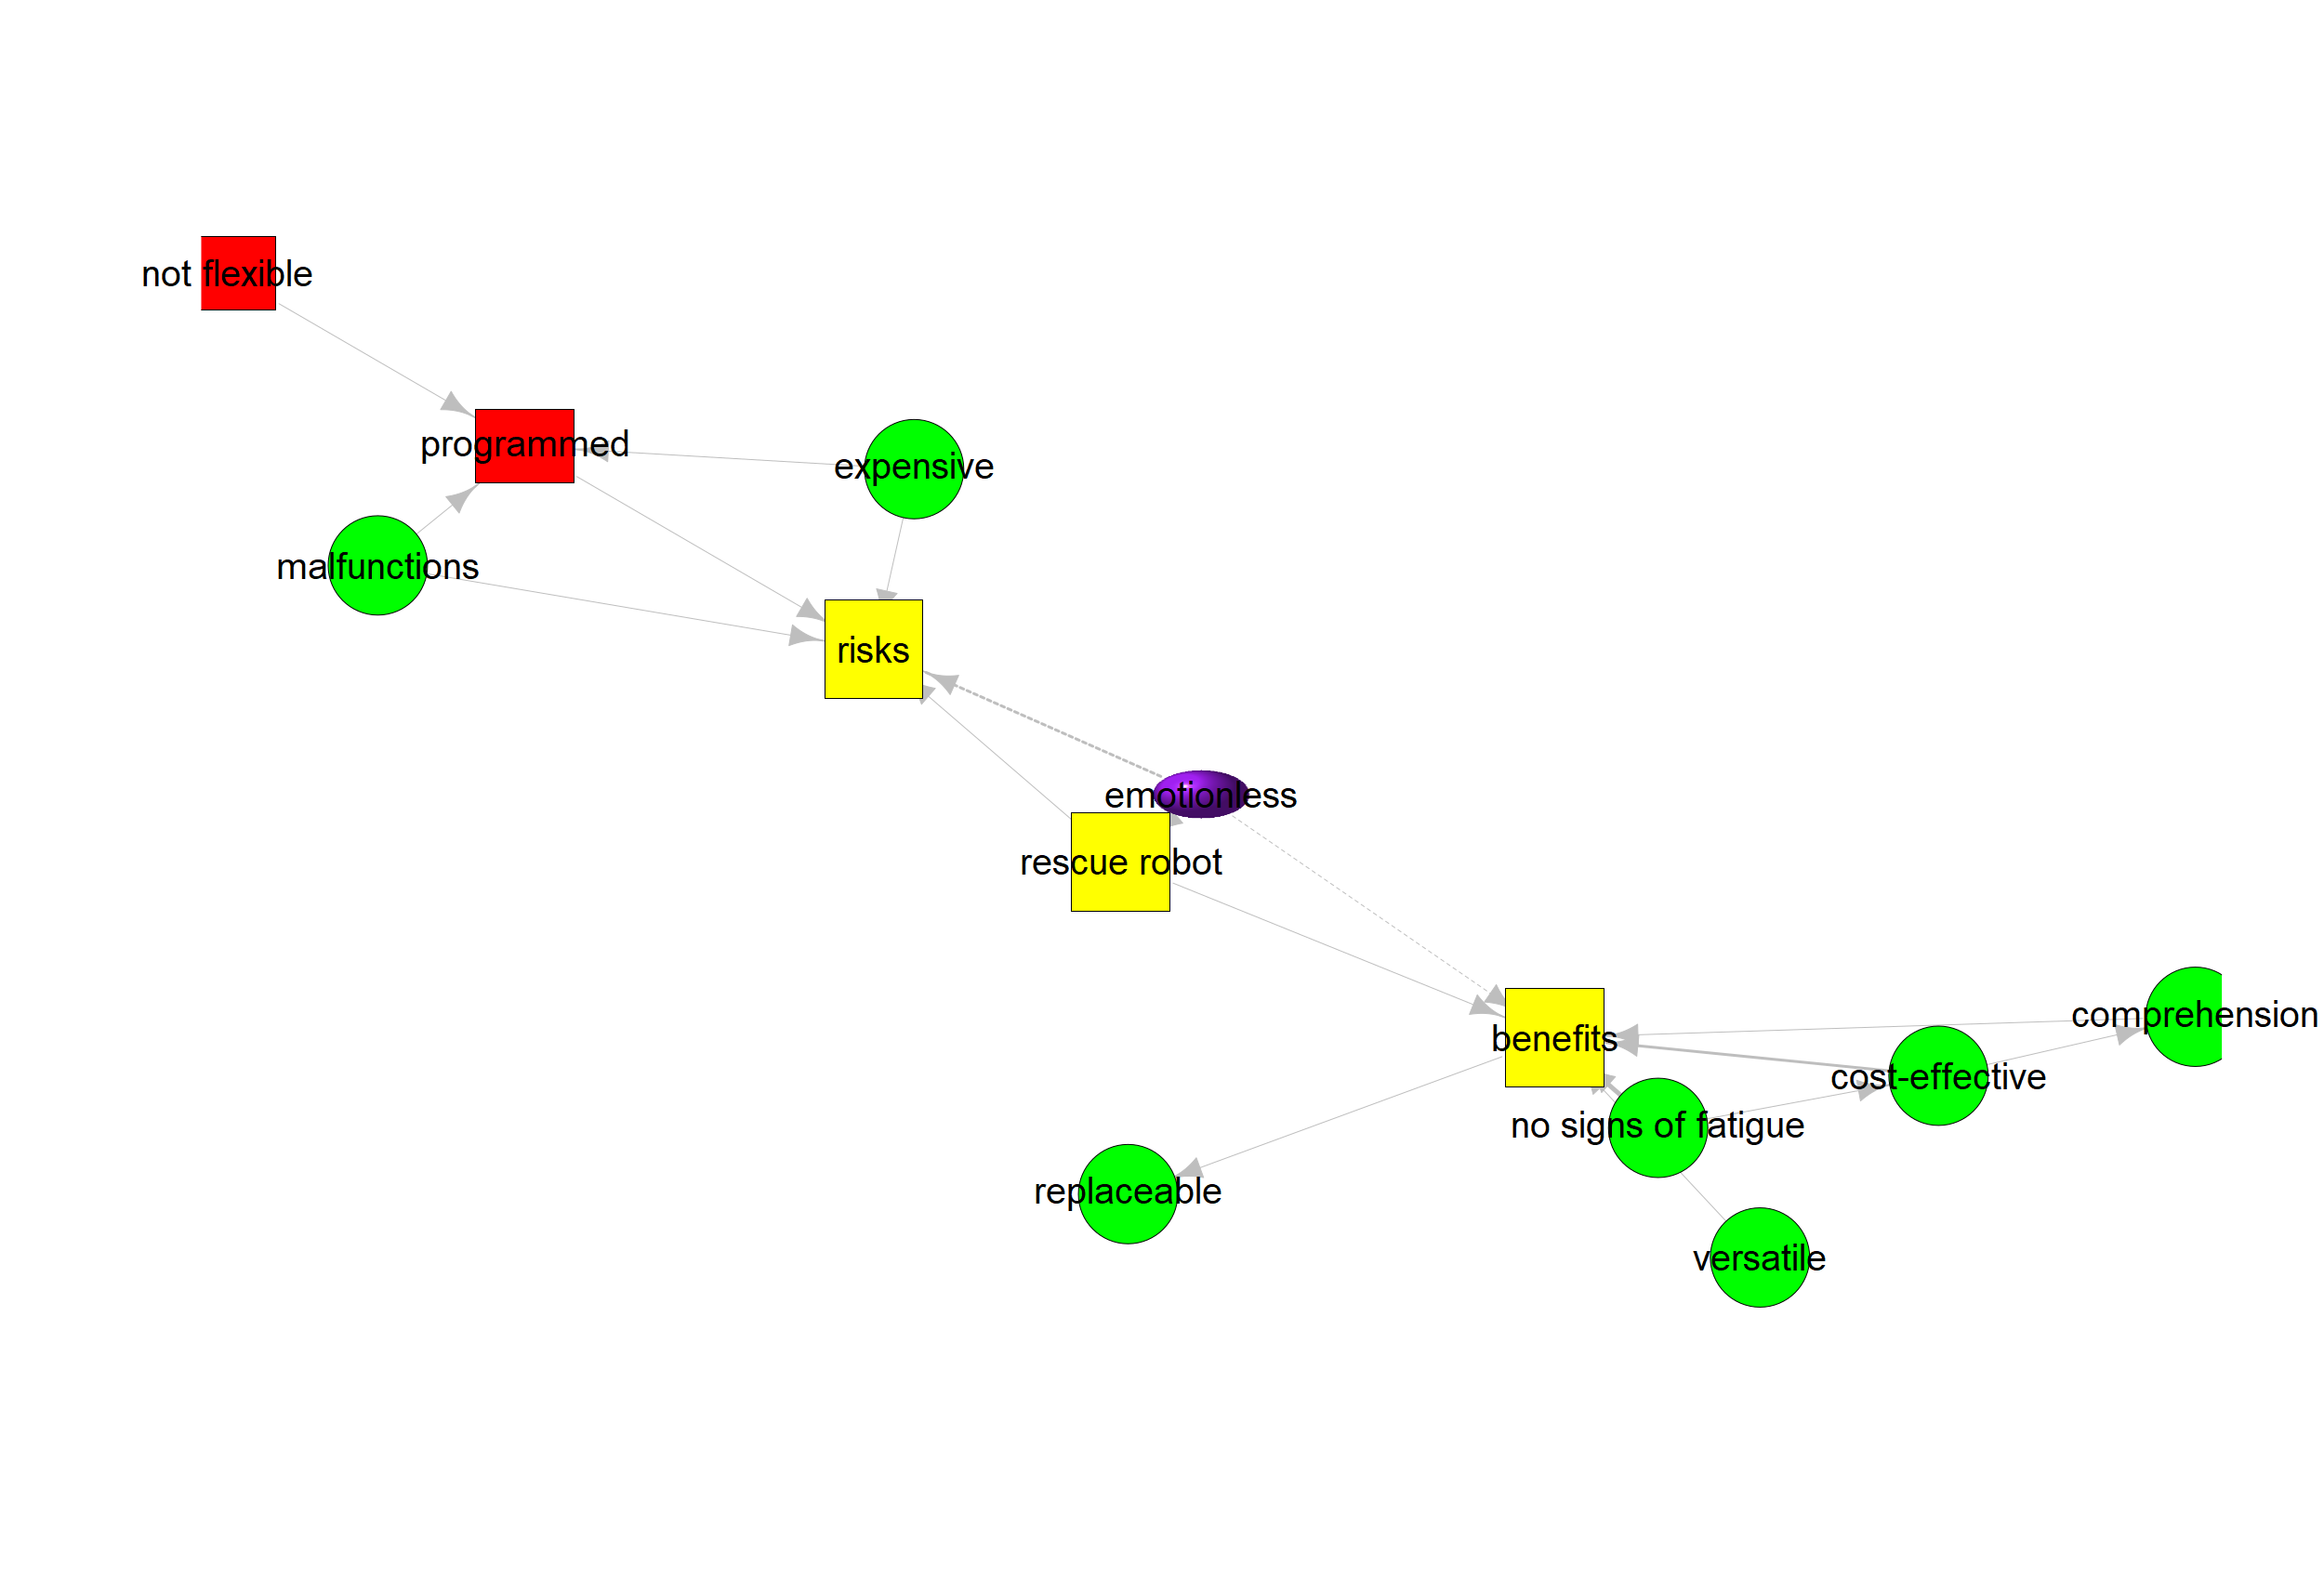 not flexible
programmed
expensive
malfunctions
risks
emotionless
rescue robot
comprehension
benefits
cost-effective
no signs of fatigue
replaceable
versatile